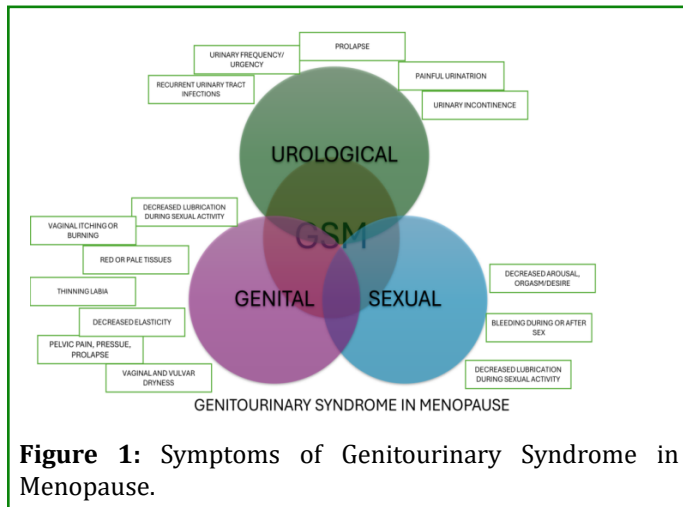 PROLAPSE
URINARY FREQUENCY/
URGENCY
PAINFUL URINATRION
RECURRENT URINARY TRACT
INFECTIONS
URINARY INCONTINENCE
UROLOGICAL
DECREASED LUBRICATION
DURING SEXUAL ACTIVITY
VAGINAL ITCHING OR
BURNING
GSM
RED OR PALE TISSUES
DECREASED AROUSAL,
ORGASM/DESIRE
THINNING LABIA
GENITAL
SEXUAL
DECREASED ELASTICITY
BLEEDING DURING OR AFTER
SEX
PELVIC PAIN, PRESSUE,
PROLAPSE
VAGINAL AND VULVAR
DRYNESS
DECREASED LUBRICATION
DURING SEXUAL ACTIVITY
GENITOURINARY SYNDROME IN MENOPAUSE
Figure 1: Symptoms of Genitourinary Syndrome in
Menopause.